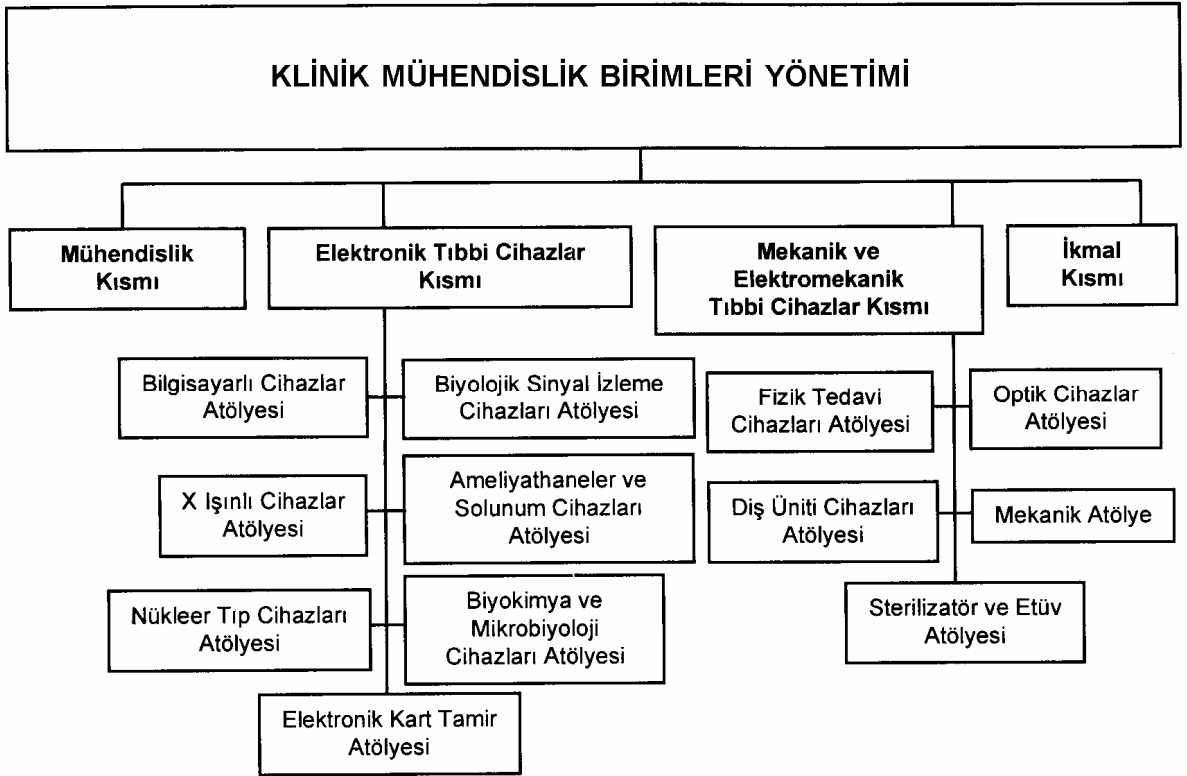 KLİNİK MÜHENDİSLİK BİRİMLERİ YÖNETİMİ
Mühendislik
Kısmı
Elektronik Tıbbi Cihazlar
Kısmı
Mekanik ve
Elektromekanik
Tıbbi Cihazlar Kısmı
İkmal
Kısmı
Bilgisayarlı Cihazlar
Atölyesi
Biyolojik Sinyal İzleme
Cihazları Atölyesi
Fizik Tedavi
Cihazları Atölyesi
Optik Cihazlar
Atölyesi
X Işınlı Cihazlar
Atölyesi
Ameliyathaneler ve
Solunum Cihazları
Atölyesi
Diş Üniti Cihazları
Atölyesi
Mekanik Atölye
Nükleer Tıp Cihazları
Atölyesi
Biyokimya ve
Mikrobiyoloji
Cihazları Atölyesi
Sterilizatör ve Etüv
Atölyesi
Elektronik Kart Tamir
Atölyesi